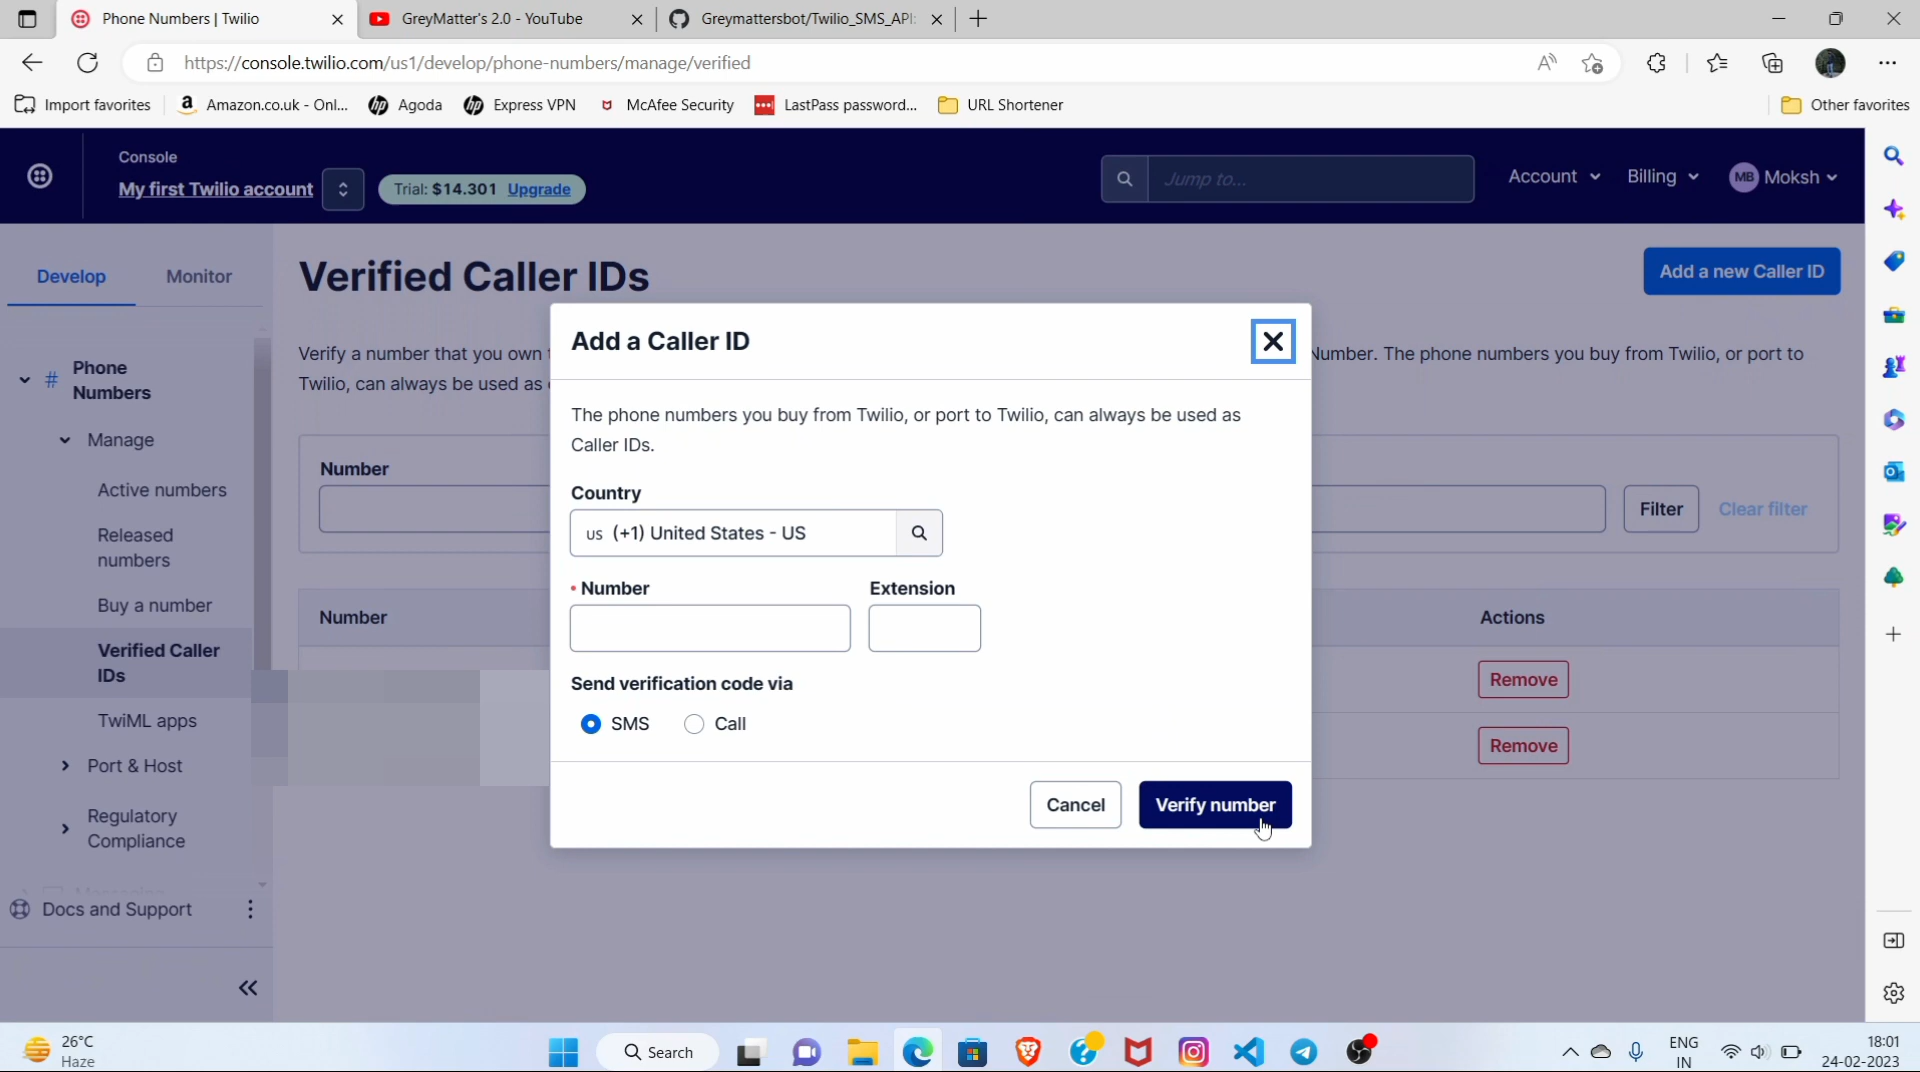 Phone Numbers | Twilio
GreyMatter's 2.0 - YouTube
Greymattersbot/Twilio_SMS_API:
https://console.twilio.com/us1/develop/phone-numbers/manage/verified
Import favorites
Amazon.co.uk - Onl...
Agoda
Express VPN
McAfee Security
LastPass password...
URL Shortener
Other favorites
Console
My first Twilio account
Trial: $14.301 Upgrade
Jump to...
Account
Billing
MB Moksh
Develop
Monitor
Verified Caller IDs
Add a new Caller ID
Verify a number that you own
Number. The phone numbers you buy from Twilio, or port to
Twilio, can always be used as
Phone
Numbers
Manage
Active numbers
Released
numbers
Buy a number
Verified Caller
IDs
TwiML apps
Port & Host
Regulatory
Compliance
Docs and Support
Number
Filter
Clear filter
Number
Actions
Remove
Remove
Add a Caller ID
The phone numbers you buy from Twilio, or port to Twilio, can always be used as
Caller IDs.
Country
US (+1) United States - US
Number
Extension
Send verification code via
SMS
Call
Cancel
Verify number
26°C
Haze
Search
ENG
IN
18:01
24-02-2023